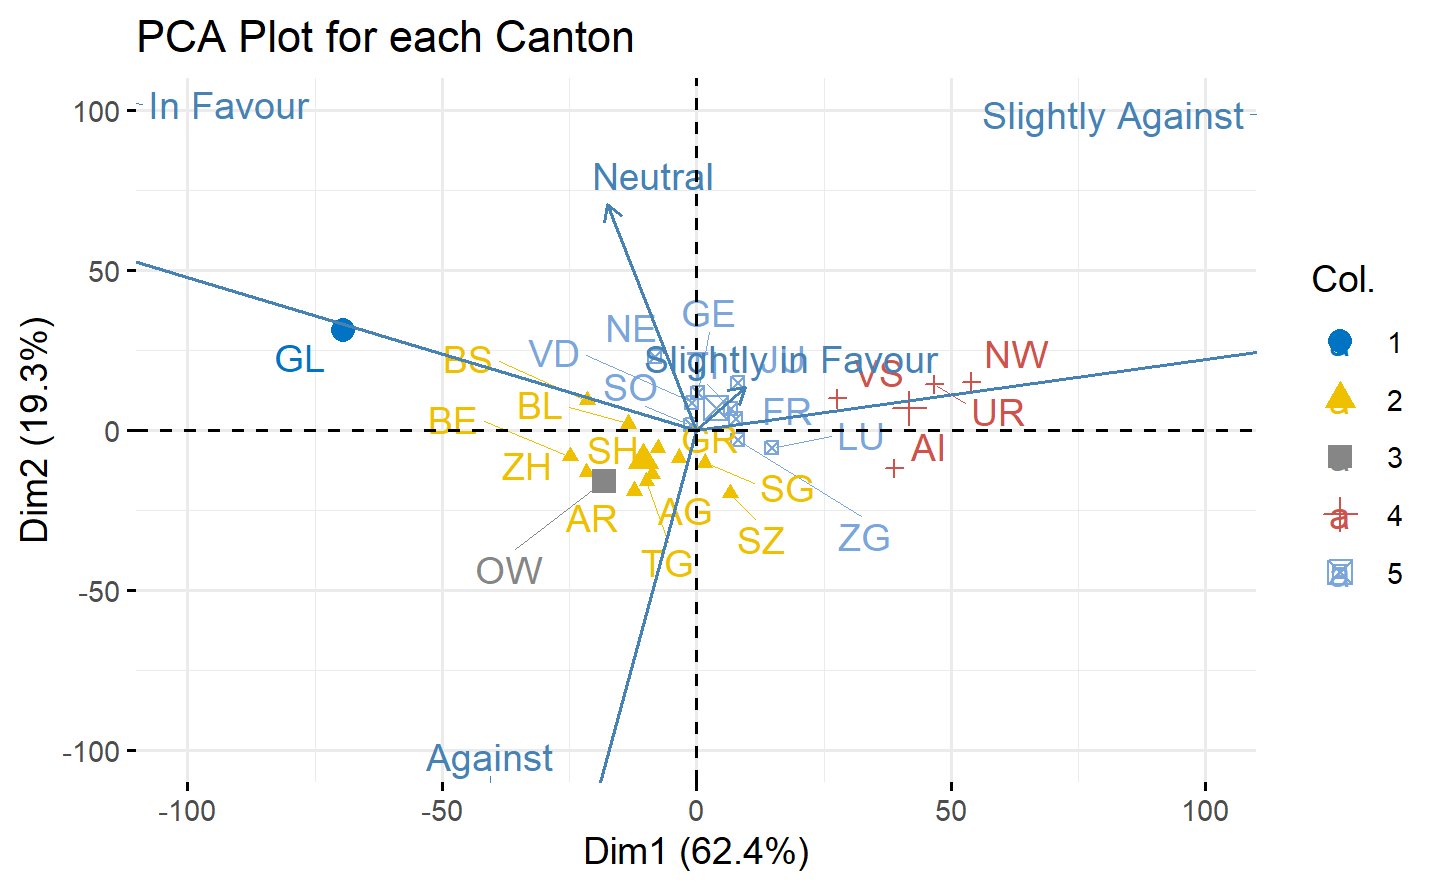 PCA Plot for each Canton
In Favour
Slightly Against
Neutral
GE
NE
VD
Slightly In Favour
JU
NW
BS
GL
VS
SO
BL
FR
UR
BE
LU
GR
SH
AI
ZH
SG
AG
AR
SZ
ZG
TG
OW
Against
100
50
0
-50
-100
Dim2 (19.3%)
-100
-50
0
50
100
Dim1 (62.4%)
Col.
a 1
a 2
a 3
a 4
a 5